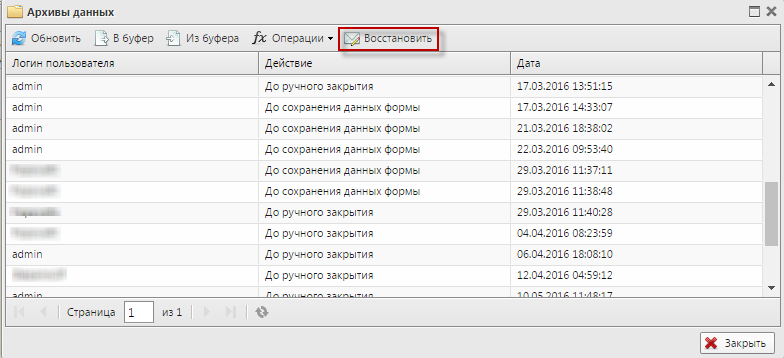 Архивы данных
Обновить В буфер Из буфера fx Операции Восстановить
Логин пользователя Действие Дата
admin До ручного закрытия 17.03.2016 13:51:15
admin До сохранения данных формы 17.03.2016 14:33:07
admin До сохранения данных формы 21.03.2016 18:38:02
admin До сохранения данных формы 22.03.2016 09:53:40
До сохранения данных формы 29.03.2016 11:37:11
До сохранения данных формы 29.03.2016 11:38:48
До ручного закрытия 29.03.2016 11:40:28
До ручного закрытия 04.04.2016 08:23:59
admin До ручного закрытия 06.04.2016 18:08:10
До ручного закрытия 12.04.2016 04:59:12
admin До ручного закрытия 10.05.2016 11:48:17
Страница 1 из 1
Закрыть